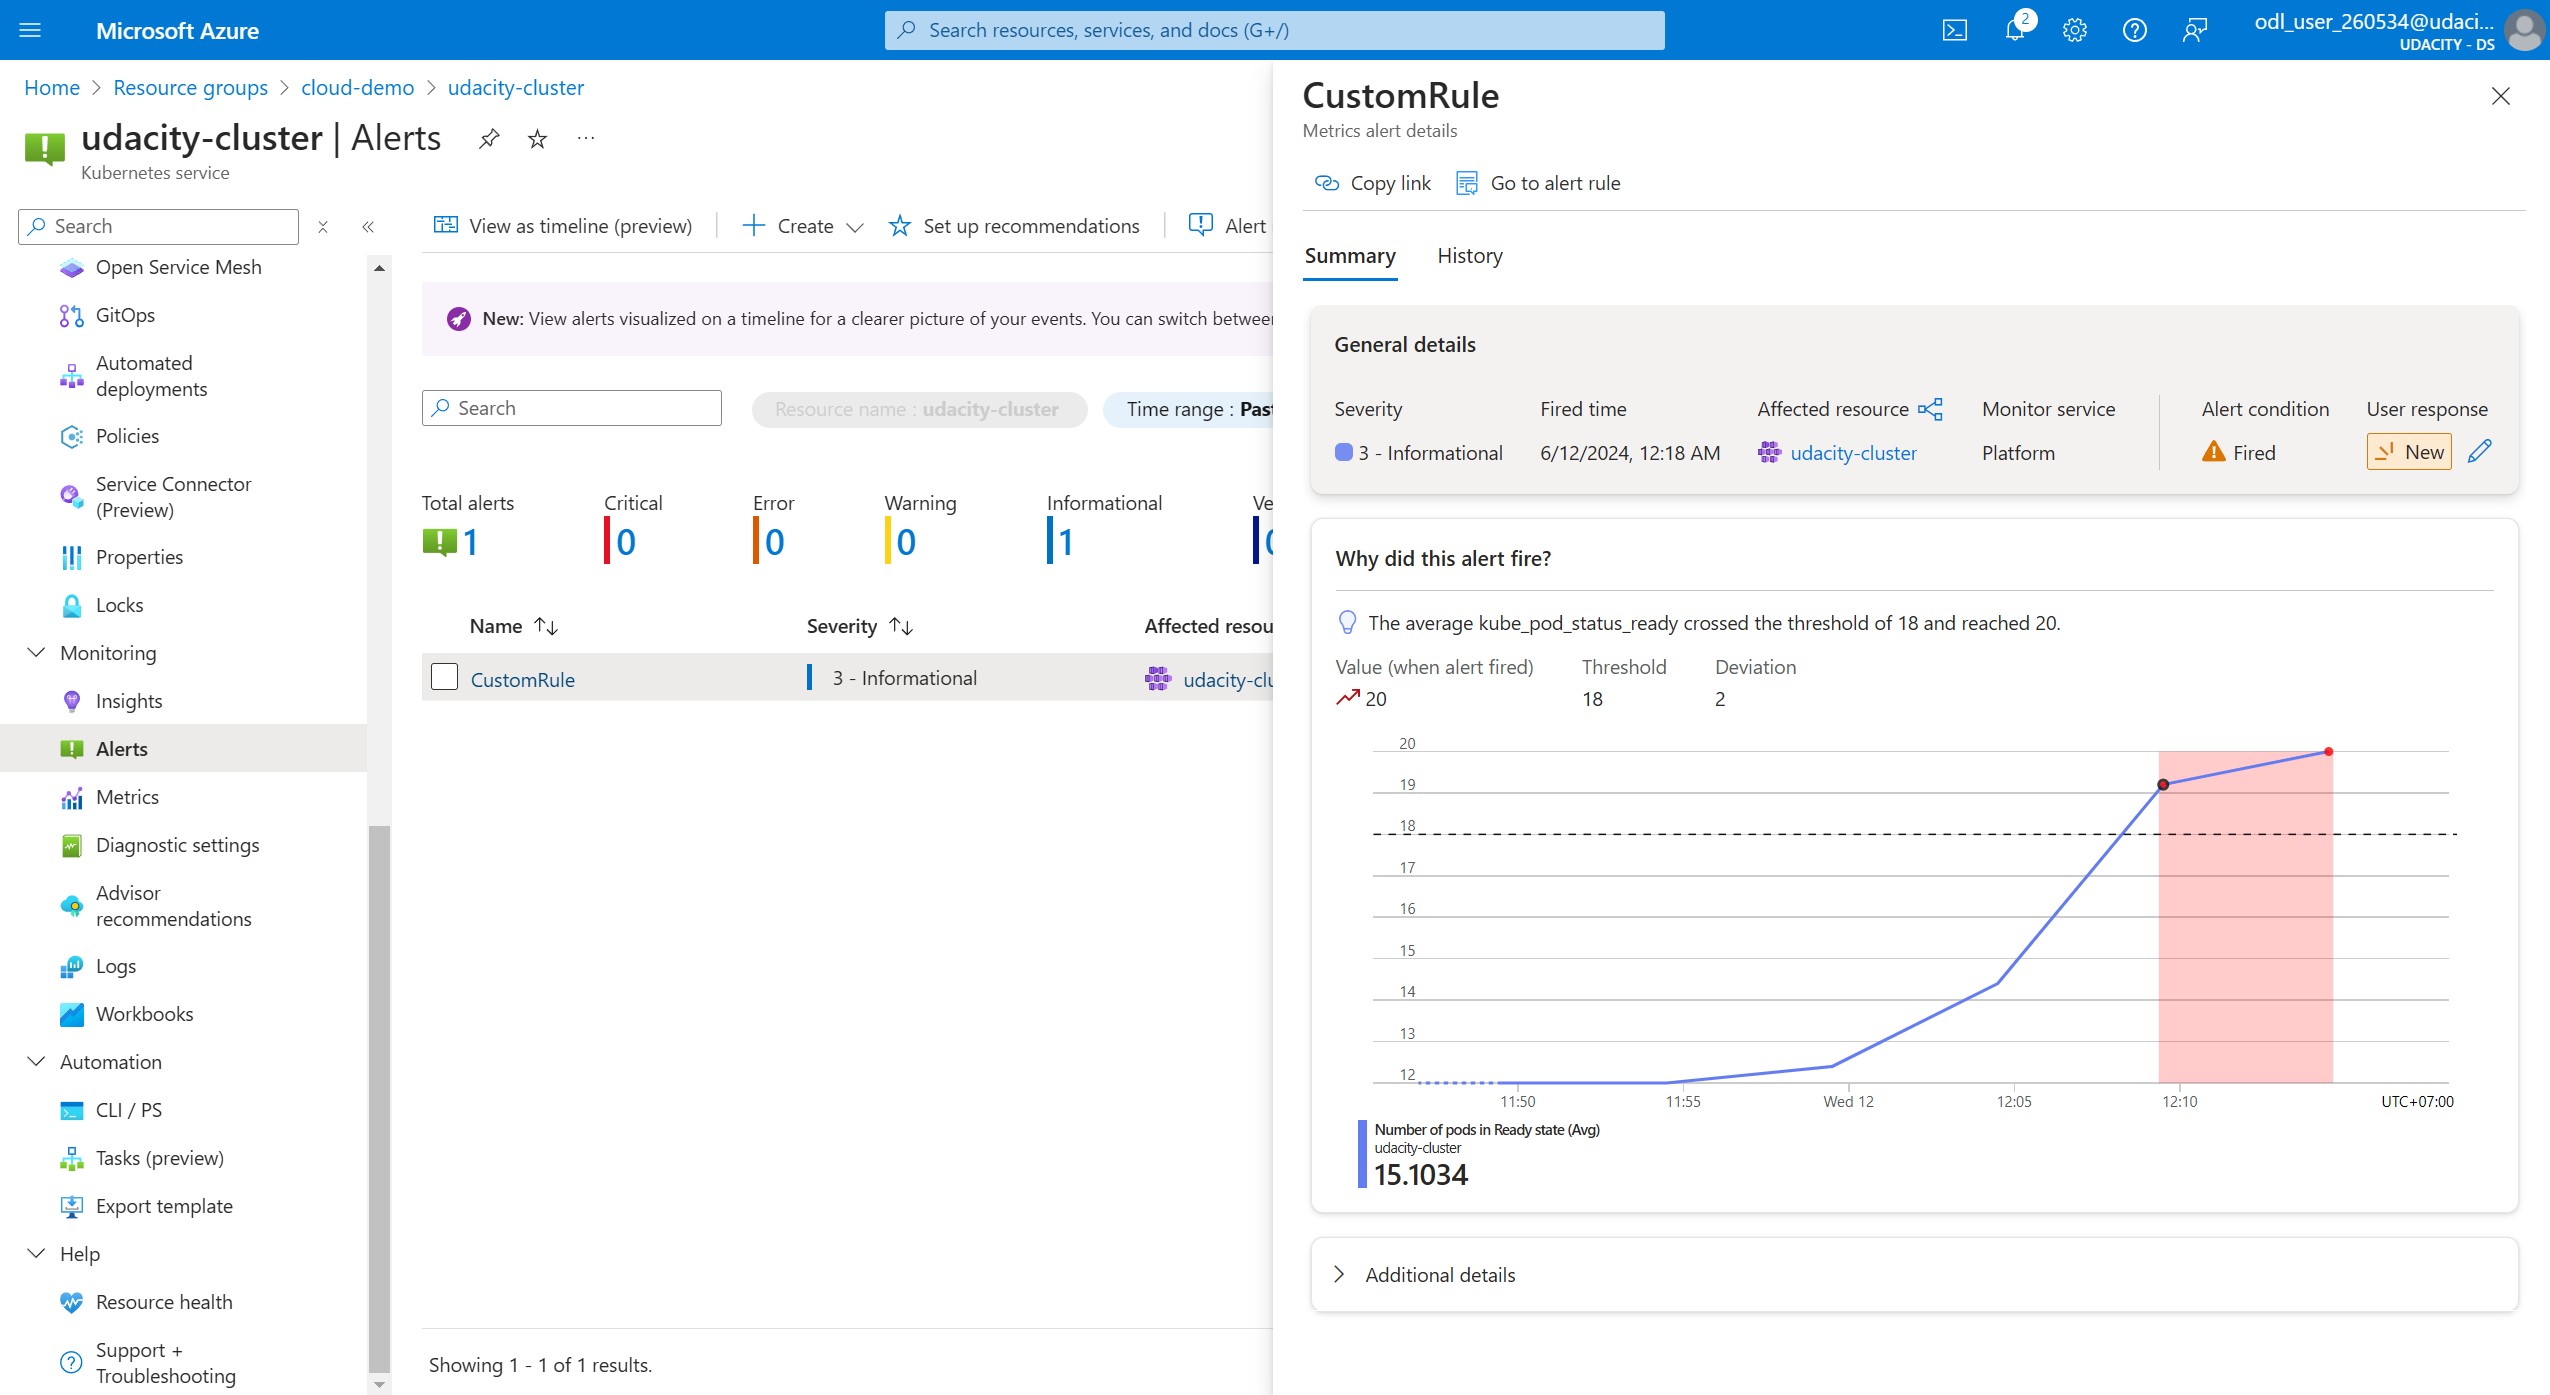 Microsoft Azure
Search resources, services, and docs (G+/)
2
odl_user_260534@udaci...
UDACITY - DS
Home > Resource groups > cloud-demo > udacity-cluster
udacity-cluster | Alerts
Kubernetes service
Search
Open Service Mesh
GitOps
Automated
deployments
Policies
Service Connector
(Preview)
Properties
Locks
Monitoring
Insights
Alerts
Metrics
Diagnostic settings
Advisor
recommendations
Logs
Workbooks
Automation
CLI / PS
Tasks (preview)
Export template
Help
Resource health
Support +
Troubleshooting
View as timeline (preview)
Create
Set up recommendations
Alert
New: View alerts visualized on a timeline for a clearer picture of your events. You can switch between
Search
Resource name : udacity-cluster
Time range : Past
Total alerts
1
Critical
0
Error
0
Warning
0
Informational
1
Ve
0
Name
Severity
Affected resou
CustomRule
3 - Informational
udacity-clu
Showing 1 - 1 of 1 results.
CustomRule
Metrics alert details
Copy link
Go to alert rule
Summary
History
General details
Severity
Fired time
Affected resource
Monitor service
Alert condition
User response
3 - Informational
6/12/2024, 12:18 AM
udacity-cluster
Platform
Fired
New
Why did this alert fire?
The average kube_pod_status_ready crossed the threshold of 18 and reached 20.
Value (when alert fired)
Threshold
Deviation
20
18
2
20
19
18
17
16
15
14
13
12
11:50
11:55
Wed 12
12:05
12:10
UTC+07:00
Number of pods in Ready state (Avg)
udacity-cluster
15.1034
Additional details